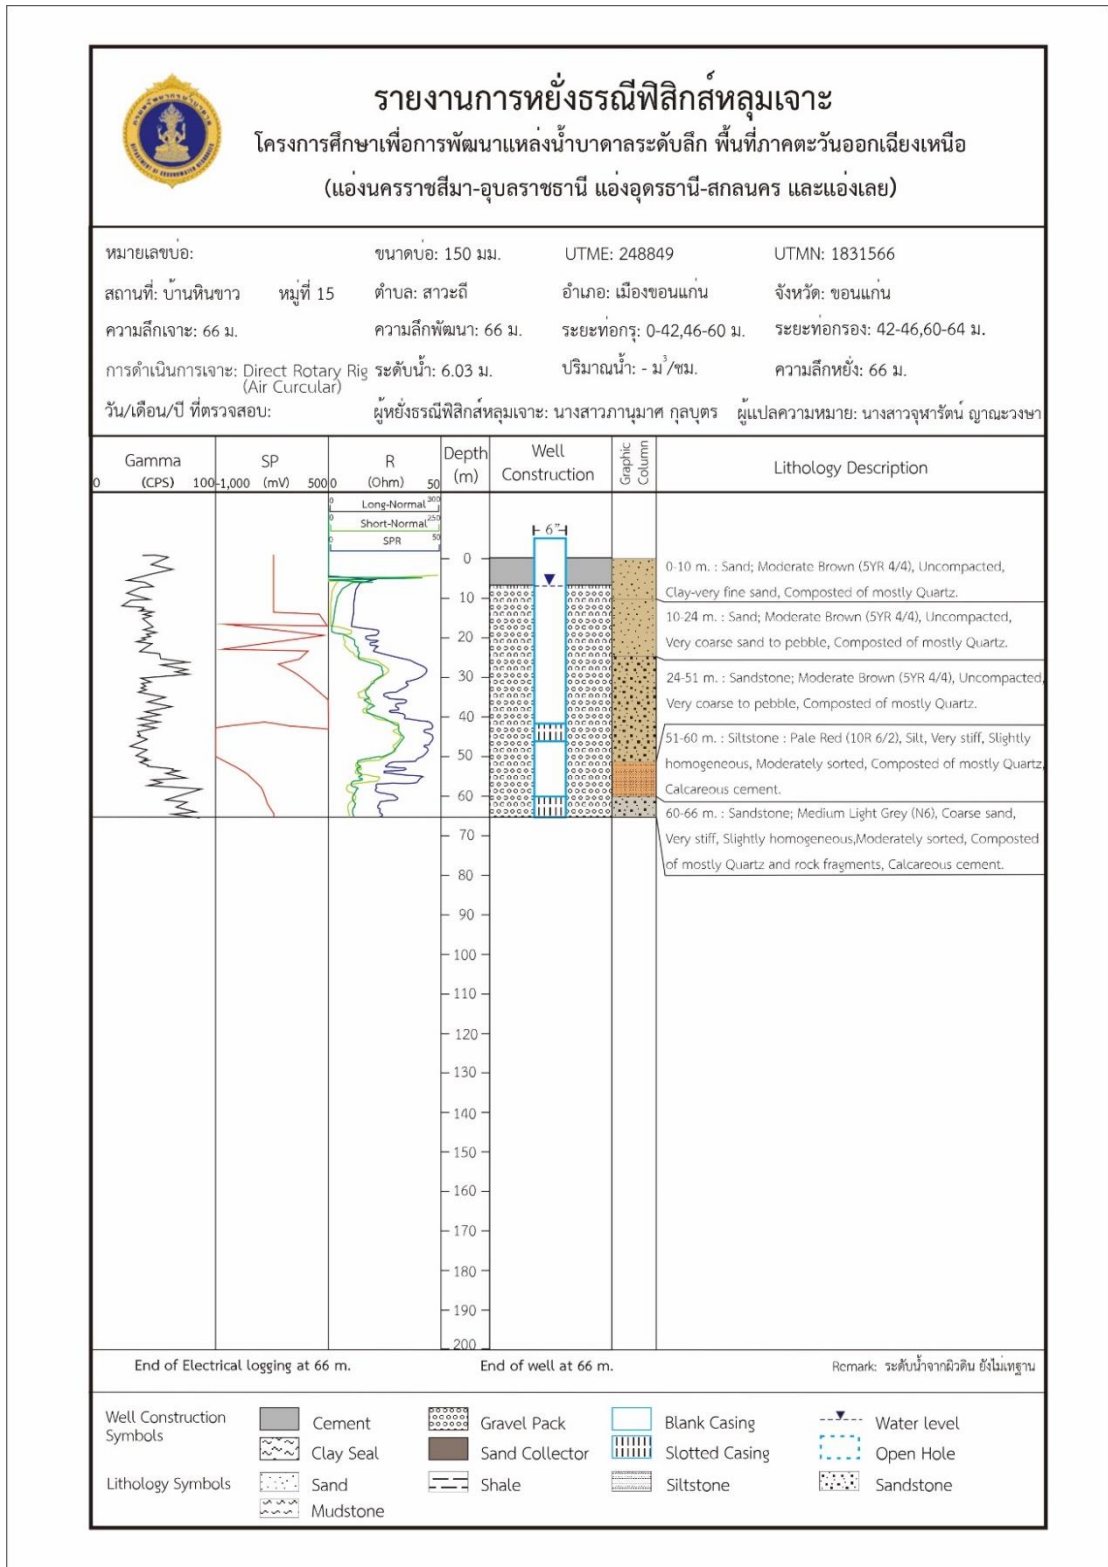 รายงานการหยั่งธรณีฟิสิกส์หลุมเจาะ
โครงการศึกษาเพื่อการพัฒนาแหล่งน้ำบาดาลระดับลึก พื้นที่ภาคตะวันออกเฉียงเหนือ
(แอ่งนครราชสีมา-อุบลราชธานี แอ่งอุดรธานี-สกลนคร และแอ่งเลย)
หมายเลขบ่อ: ขนาดบ่อ: 150 มม. UTME: 248849 UTMN: 1831566
สถานที่: บ้านหินขาว หมู่ที่ 15 ตำบล: สาวะถี อำเภอ: เมืองขอนแก่น จังหวัด: ขอนแก่น
ความลึกเจาะ: 66 ม. ความลึกพัฒนา: 66 ม. ระยะท่อกรุ: 0-42,46-60 ม. ระยะท่อกรอง: 42-46,60-64 ม.
การดำเนินการเจาะ: Direct Rotary Rig ระดับน้ำ: 6.03 ม. ปริมาณน้ำ: - m³/ชม. ความลึกหยั่ง: 66 ม.
(Air Curcular)
วัน/เดือน/ปี ที่ตรวจสอบ: ผู้หยั่งธรณีฟิสิกส์หลุมเจาะ: นางสาวภานุมาศ กุลบุตร ผู้แปลความหมาย: นางสาวจุฬารัตน์ ญาณะวงษา
Gamma SP R Depth Well Graphic Lithology Description
0 (CPS) 100 -1,000 (mV) 500 0 (Ohm) 50 (m) Construction Column
0 Long-Normal 300
0 Short-Normal 250
0 SPR 50
6"
0
0-10 m. : Sand; Moderate Brown (5YR 4/4), Uncompacted,
Clay-very fine sand, Composted of mostly Quartz.
10
10-24 m. : Sand; Moderate Brown (5YR 4/4), Uncompacted,
20
Very coarse sand to pebble, Composted of mostly Quartz.
30
24-51 m. : Sandstone; Moderate Brown (5YR 4/4), Uncompacted,
Very coarse to pebble, Composted of mostly Quartz.
40
51-60 m. : Siltstone : Pale Red (10R 6/2), Silt, Very stiff, Slightly
50
homogeneous, Moderately sorted, Composted of mostly Quartz,
Calcareous cement.
60
60-66 m. : Sandstone; Medium Light Grey (N6), Coarse sand,
70
Very stiff, Slightly homogeneous,Moderately sorted, Composted
of mostly Quartz and rock fragments, Calcareous cement.
80
90
100
110
120
130
140
150
160
170
180
190
200
End of Electrical logging at 66 m. End of well at 66 m. Remark: ระดับน้ำจากผิวดิน ยังไม่เทฐาน
Well Construction Symbols Cement Gravel Pack Blank Casing Water level
Clay Seal Sand Collector Slotted Casing Open Hole
Lithology Symbols Sand Shale Siltstone Sandstone
Mudstone